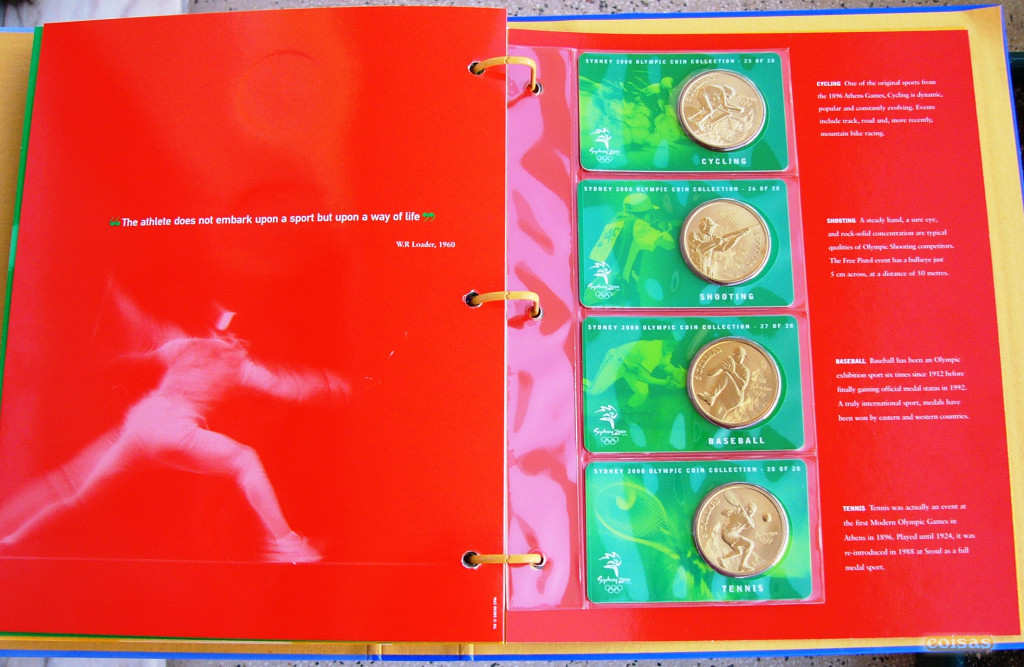 “The athlete does not embark upon a sport but upon a way of life”
W.R Loader, 1960
SYDNEY 2000 OLYMPIC COIN COLLECTION - 25 OF 28
Sydney 2000
CYCLING
CYCLING One of the original sports from
the 1896 Athens Games, Cycling is dynamic,
popular and constantly evolving. Events
include track, road and, more recently,
mountain bike racing.
SYDNEY 2000 OLYMPIC COIN COLLECTION - 26 OF 28
Sydney 2000
SHOOTING
SHOOTING A steady hand, a sure eye,
and rock-solid concentration are typical
qualities of Olympic Shooting competitors.
The Free Pistol event has a bullseye just
5 cm across, at a distance of 50 metres.
SYDNEY 2000 OLYMPIC COIN COLLECTION - 27 OF 28
Sydney 2000
BASEBALL
BASEBALL Baseball has been an Olympic
exhibition sport six times since 1912 before
finally gaining official medal status in 1992.
A truly international sport, medals have
been won by eastern and western countries.
SYDNEY 2000 OLYMPIC COIN COLLECTION - 28 OF 28
Sydney 2000
TENNIS
TENNIS Tennis was actually an event at
the first Modern Olympic Games in
Athens in 1896. Played until 1924, it was
re-introduced in 1988 at Seoul as a full
medal sport.
coisas